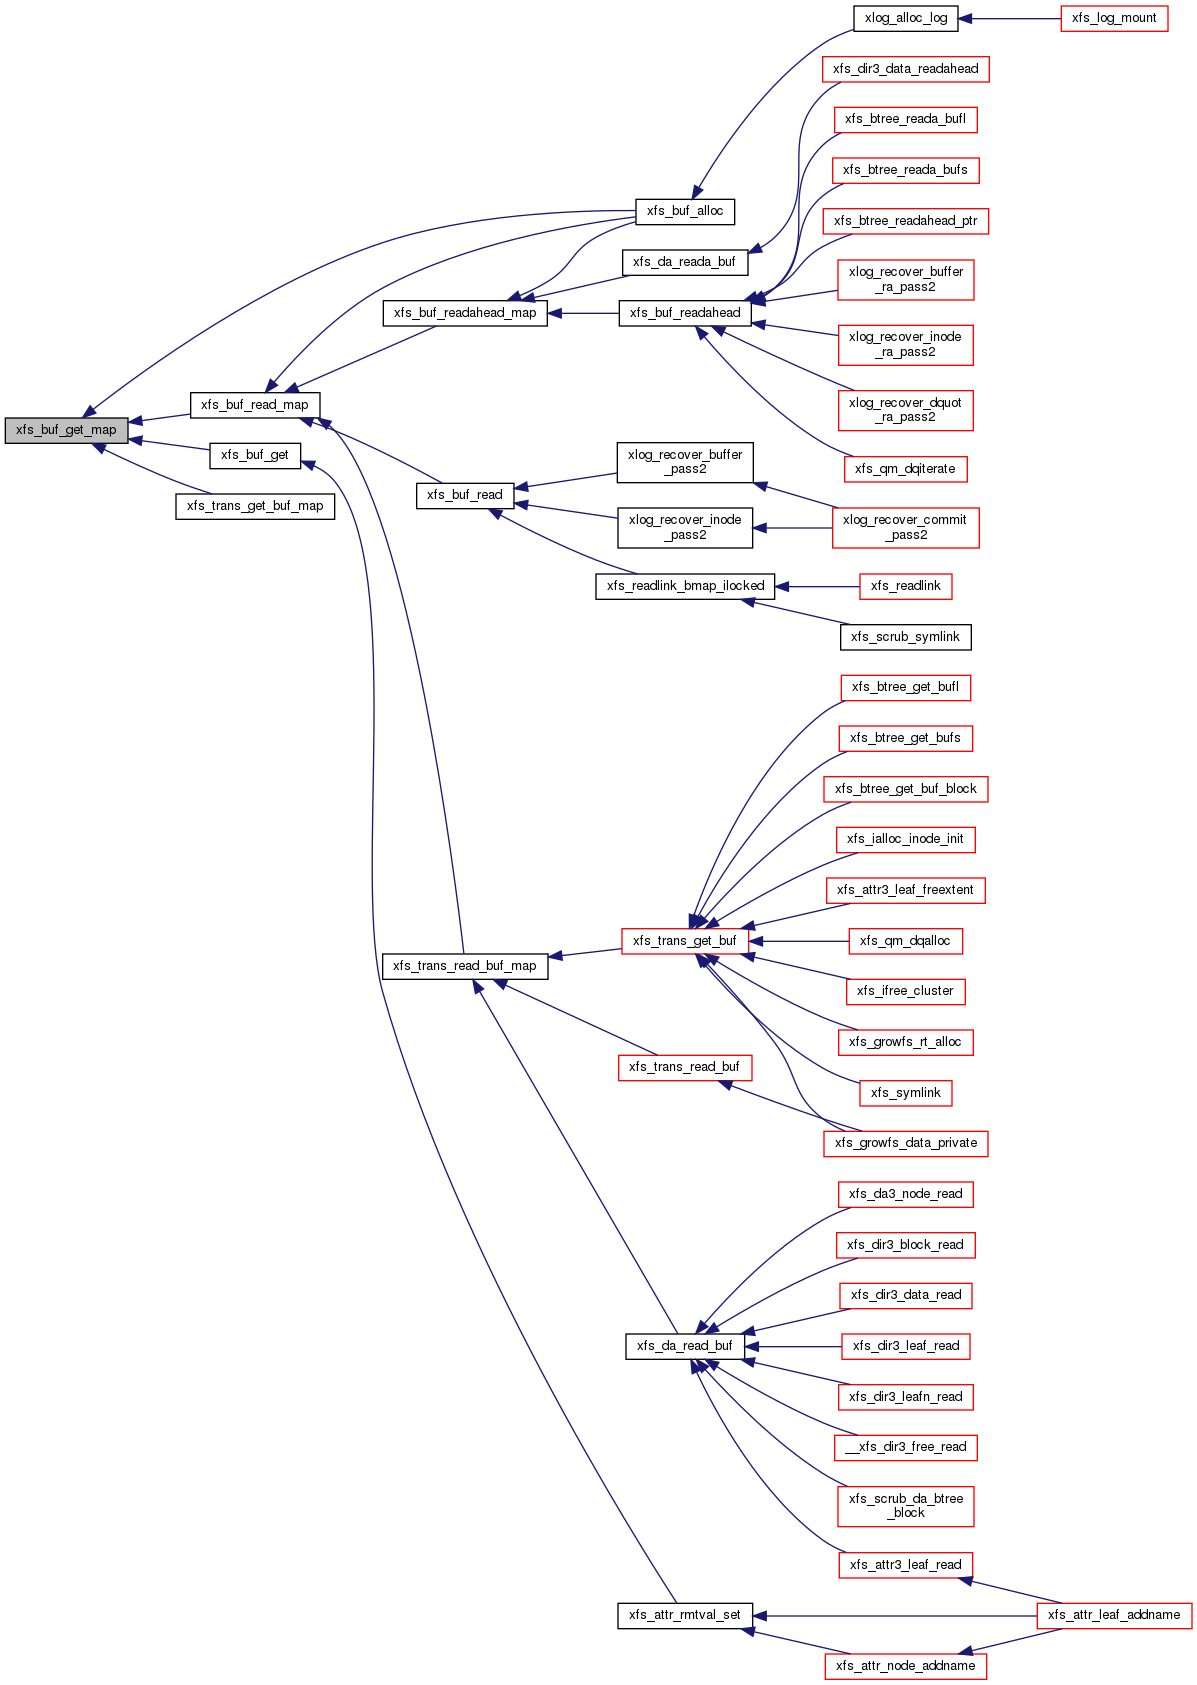 xlog_alloc_log
xfs_log_mount
xfs_dir3_data_readahead
xfs_btree_reada_bufl
xfs_btree_reada_bufs
xfs_buf_alloc
xfs_btree_readahead_ptr
xfs_da_reada_buf
xlog_recover_buffer
_ra_pass2
xfs_buf_readahead_map
xfs_buf_readahead
xlog_recover_inode
_ra_pass2
xfs_buf_read_map
xlog_recover_dquot
_ra_pass2
xfs_buf_get_map
xfs_buf_get
xlog_recover_buffer
_pass2
xfs_qm_dqiterate
xfs_trans_get_buf_map
xfs_buf_read
xlog_recover_inode
_pass2
xlog_recover_commit
_pass2
xfs_readlink_bmap_ilocked
xfs_readlink
xfs_scrub_symlink
xfs_btree_get_bufl
xfs_btree_get_bufs
xfs_btree_get_buf_block
xfs_ialloc_inode_init
xfs_attr3_leaf_freextent
xfs_trans_get_buf
xfs_qm_dqalloc
xfs_trans_read_buf_map
xfs_ifree_cluster
xfs_growfs_rt_alloc
xfs_trans_read_buf
xfs_symlink
xfs_growfs_data_private
xfs_da3_node_read
xfs_dir3_block_read
xfs_dir3_data_read
xfs_da_read_buf
xfs_dir3_leaf_read
xfs_dir3_leafn_read
__xfs_dir3_free_read
xfs_scrub_da_btree
_block
xfs_attr3_leaf_read
xfs_attr_rmtval_set
xfs_attr_leaf_addname
xfs_attr_node_addname